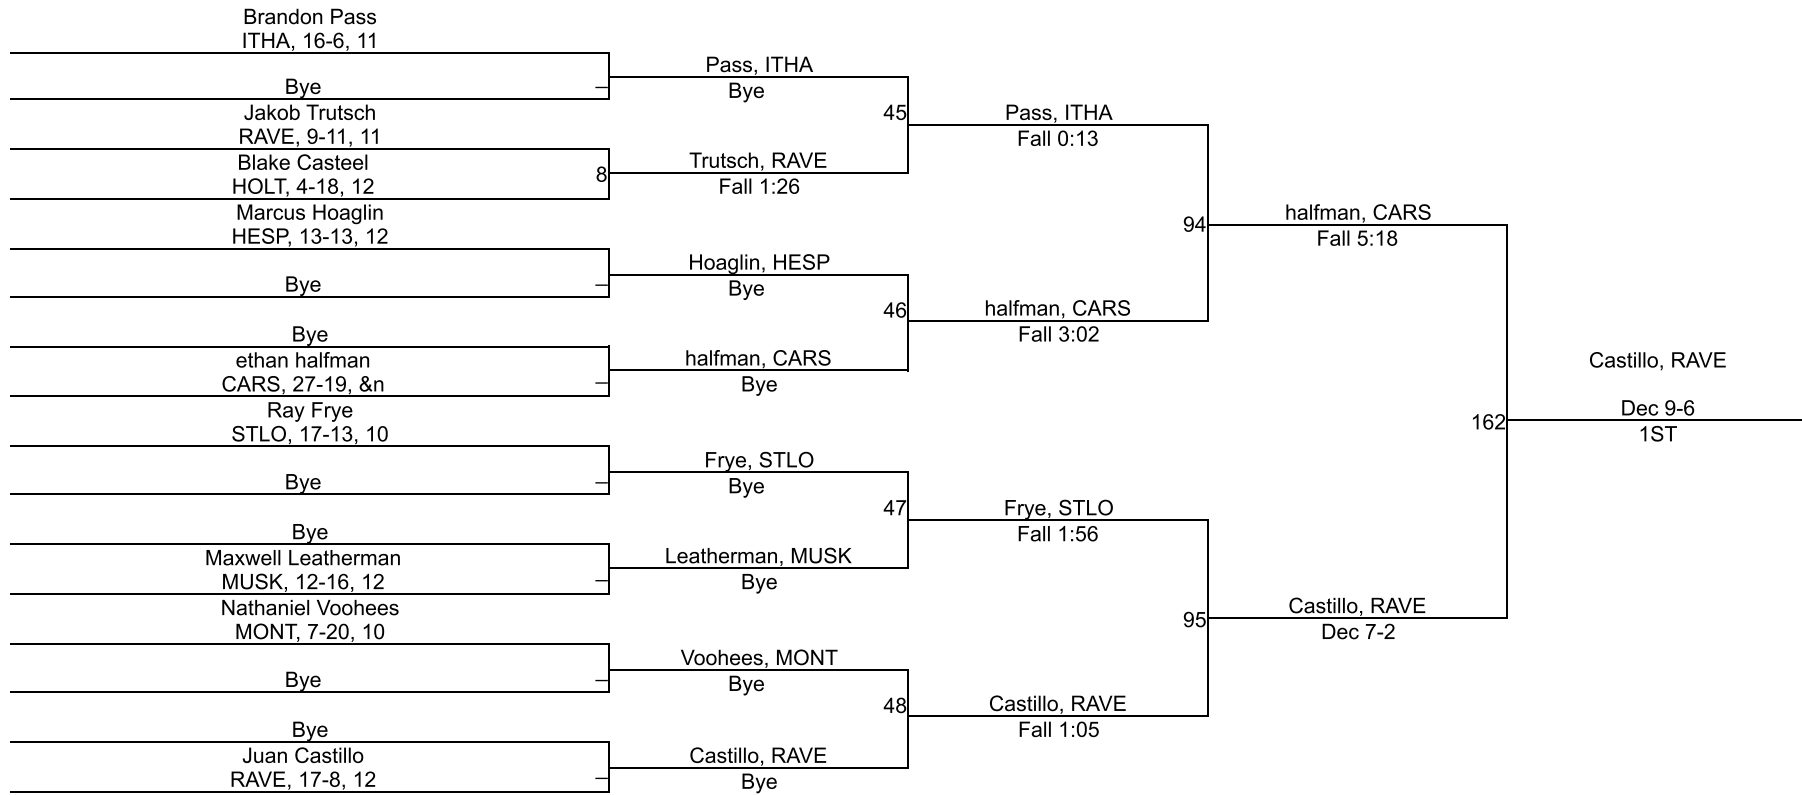 Brandon Pass
ITHA, 16-6, 11
Bye
Jakob Trutsch
RAVE, 9-11, 11
Blake Casteel
HOLT, 4-18, 12
8
Marcus Hoaglin
HESP, 13-13, 12
Bye
Bye
ethan halfman
CARS, 27-19, &n
Ray Frye
STLO, 17-13, 10
Bye
Bye
Maxwell Leatherman
MUSK, 12-16, 12
Nathaniel Voohees
MONT, 7-20, 10
Bye
Bye
Juan Castillo
RAVE, 17-8, 12
Pass, ITHA
Bye
45
Trutsch, RAVE
Fall 1:26
Hoaglin, HESP
Bye
46
halfman, CARS
Bye
Frye, STLO
Bye
47
Leatherman, MUSK
Bye
Voohees, MONT
Bye
48
Castillo, RAVE
Bye
Pass, ITHA
Fall 0:13
94
halfman, CARS
Fall 3:02
Frye, STLO
Fall 1:56
95
Castillo, RAVE
Fall 1:05
halfman, CARS
Fall 5:18
162
Castillo, RAVE
Dec 7-2
Castillo, RAVE
Dec 9-6
1ST